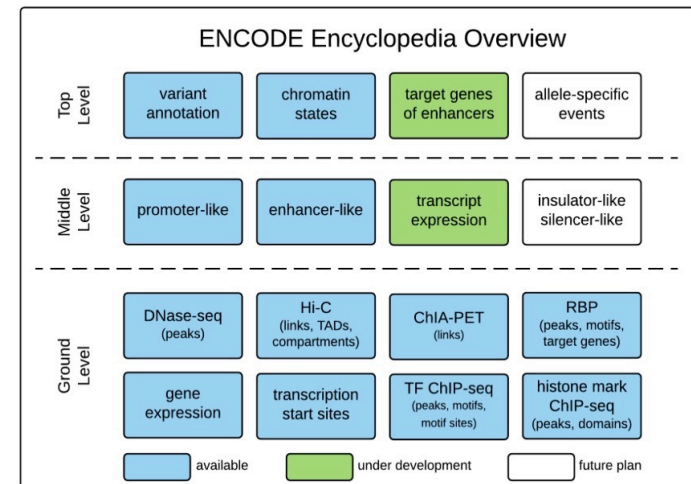 ENCODE Encyclopedia Overview
Top
Level
variant
annotation
chromatin
states
target genes
of enhancers
allele-specific
events
Middle
Level
promoter-like
enhancer-like
transcript
expression
insulator-like
silencer-like
Ground
Level
DNase-seq
(peaks)
Hi-C
(links, TADs,
compartments)
ChIA-PET
(links)
RBP
(peaks, motifs,
target genes)
gene
expression
transcription
start sites
TF ChIP-seq
(peaks, motifs,
motif sites)
histone mark
ChIP-seq
(peaks, domains)
available
under development
future plan